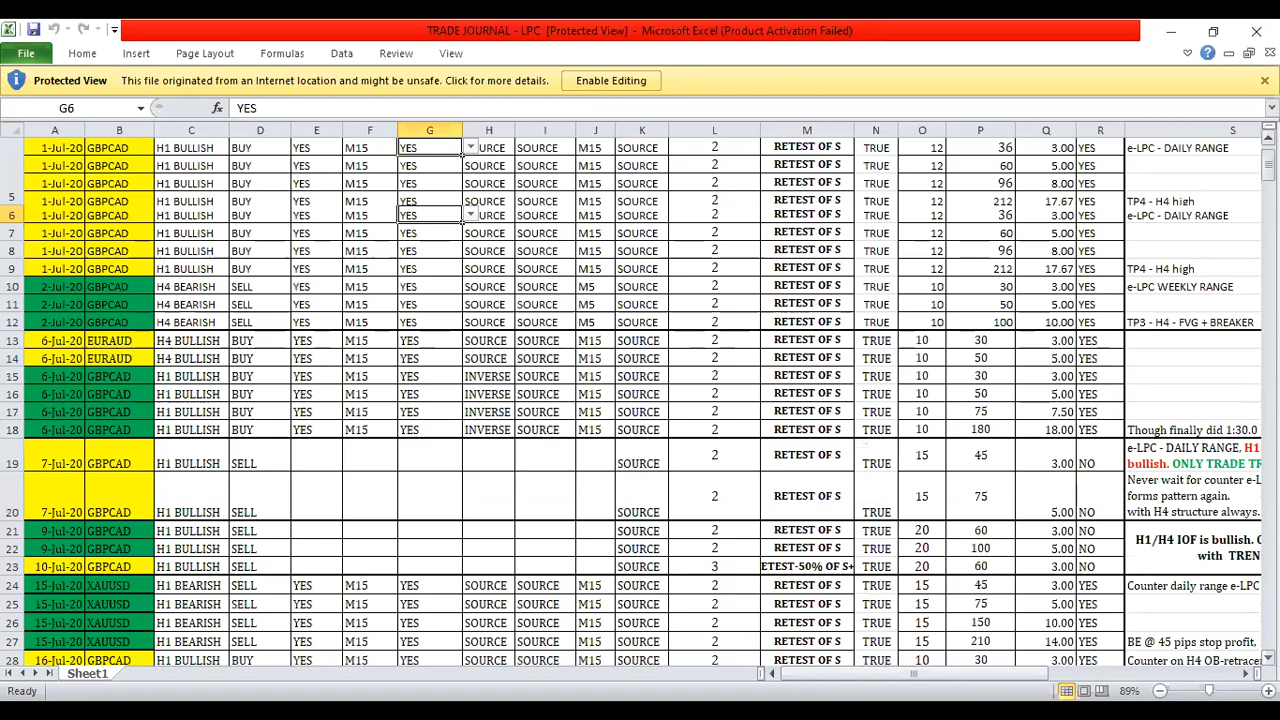 TRADE JOURNAL - LPC [Protected View] - Microsoft Excel (Product Activation Failed)
File Home Insert Page Layout Formulas Data Review View
Protected View This file originated from an Internet location and might be unsafe. Click for more details. Enable Editing
G6 fx YES
A B C D E F G H I J K L M N O P Q R S
1-Jul-20 GBPCAD H1 BULLISH BUY YES M15 YES URCE SOURCE M15 SOURCE 2 RETEST OF S TRUE 12 36 3.00 YES e-LPC - DAILY RANGE
1-Jul-20 GBPCAD H1 BULLISH BUY YES M15 YES SOURCE SOURCE M15 SOURCE 2 RETEST OF S TRUE 12 60 5.00 YES
1-Jul-20 GBPCAD H1 BULLISH BUY YES M15 YES SOURCE SOURCE M15 SOURCE 2 RETEST OF S TRUE 12 96 8.00 YES
5 1-Jul-20 GBPCAD H1 BULLISH BUY YES M15 YES SOURCE SOURCE M15 SOURCE 2 RETEST OF S TRUE 12 212 17.67 YES TP4 - H4 high
6 1-Jul-20 GBPCAD H1 BULLISH BUY YES M15 YES URCE SOURCE M15 SOURCE 2 RETEST OF S TRUE 12 36 3.00 YES e-LPC - DAILY RANGE
7 1-Jul-20 GBPCAD H1 BULLISH BUY YES M15 YES SOURCE SOURCE M15 SOURCE 2 RETEST OF S TRUE 12 60 5.00 YES
8 1-Jul-20 GBPCAD H1 BULLISH BUY YES M15 YES SOURCE SOURCE M15 SOURCE 2 RETEST OF S TRUE 12 96 8.00 YES
9 1-Jul-20 GBPCAD H1 BULLISH BUY YES M15 YES SOURCE SOURCE M15 SOURCE 2 RETEST OF S TRUE 12 212 17.67 YES TP4 - H4 high
10 2-Jul-20 GBPCAD H4 BEARISH SELL YES M15 YES SOURCE SOURCE M5 SOURCE 2 RETEST OF S TRUE 10 30 3.00 YES e-LPC WEEKLY RANGE
11 2-Jul-20 GBPCAD H4 BEARISH SELL YES M15 YES SOURCE SOURCE M5 SOURCE 2 RETEST OF S TRUE 10 50 5.00 YES
12 2-Jul-20 GBPCAD H4 BEARISH SELL YES M15 YES SOURCE SOURCE M5 SOURCE 2 RETEST OF S TRUE 10 100 10.00 YES TP3 - H4 - FVG + BREAKER
13 6-Jul-20 EURAUD H4 BULLISH BUY YES M15 YES SOURCE SOURCE M15 SOURCE 2 RETEST OF S TRUE 10 30 3.00 YES
14 6-Jul-20 EURAUD H4 BULLISH BUY YES M15 YES SOURCE SOURCE M15 SOURCE 2 RETEST OF S TRUE 10 50 5.00 YES
15 6-Jul-20 GBPCAD H1 BULLISH BUY YES M15 YES INVERSE SOURCE M15 SOURCE 2 RETEST OF S TRUE 10 30 3.00 YES
16 6-Jul-20 GBPCAD H1 BULLISH BUY YES M15 YES INVERSE SOURCE M15 SOURCE 2 RETEST OF S TRUE 10 50 5.00 YES
17 6-Jul-20 GBPCAD H1 BULLISH BUY YES M15 YES INVERSE SOURCE M15 SOURCE 2 RETEST OF S TRUE 10 75 7.50 YES
18 6-Jul-20 GBPCAD H1 BULLISH BUY YES M15 YES INVERSE SOURCE M15 SOURCE 2 RETEST OF S TRUE 10 180 18.00 YES Though finally did 1:30.0
19 7-Jul-20 GBPCAD H1 BULLISH SELL SOURCE 2 RETEST OF S TRUE 15 45 3.00 NO e-LPC - DAILY RANGE, H1
bullish. ONLY TRADE TR
20 7-Jul-20 GBPCAD H1 BULLISH SELL SOURCE 2 RETEST OF S TRUE 15 75 5.00 NO Never wait for counter e-L
forms pattern again.
with H4 structure always.
21 9-Jul-20 GBPCAD H1 BULLISH SELL SOURCE 2 RETEST OF S TRUE 20 60 3.00 NO H1/H4 IOF is bullish. O
22 9-Jul-20 GBPCAD H1 BULLISH SELL SOURCE 2 RETEST OF S TRUE 20 100 5.00 NO with TREN
23 10-Jul-20 GBPCAD H1 BULLISH SELL SOURCE 3 ETEST-50% OF S+ TRUE 20 60 3.00 NO
24 15-Jul-20 XAUUSD H1 BEARISH SELL YES M15 YES SOURCE SOURCE M15 SOURCE 2 RETEST OF S TRUE 15 45 3.00 YES Counter daily range e-LPC
25 15-Jul-20 XAUUSD H1 BEARISH SELL YES M15 YES SOURCE SOURCE M15 SOURCE 2 RETEST OF S TRUE 15 75 5.00 YES
26 15-Jul-20 XAUUSD H1 BEARISH SELL YES M15 YES SOURCE SOURCE M15 SOURCE 2 RETEST OF S TRUE 15 150 10.00 YES
27 15-Jul-20 XAUUSD H1 BEARISH SELL YES M15 YES SOURCE SOURCE M15 SOURCE 2 RETEST OF S TRUE 15 210 14.00 YES BE @ 45 pips stop profit,
28 16-Jul-20 GBPCAD H1 BULLISH BUY YES M15 YES SOURCE SOURCE M15 SOURCE 2 RETEST OF S TRUE 10 30 3.00 YES Counter on H4 OB-retrac
Sheet1
Ready 89%